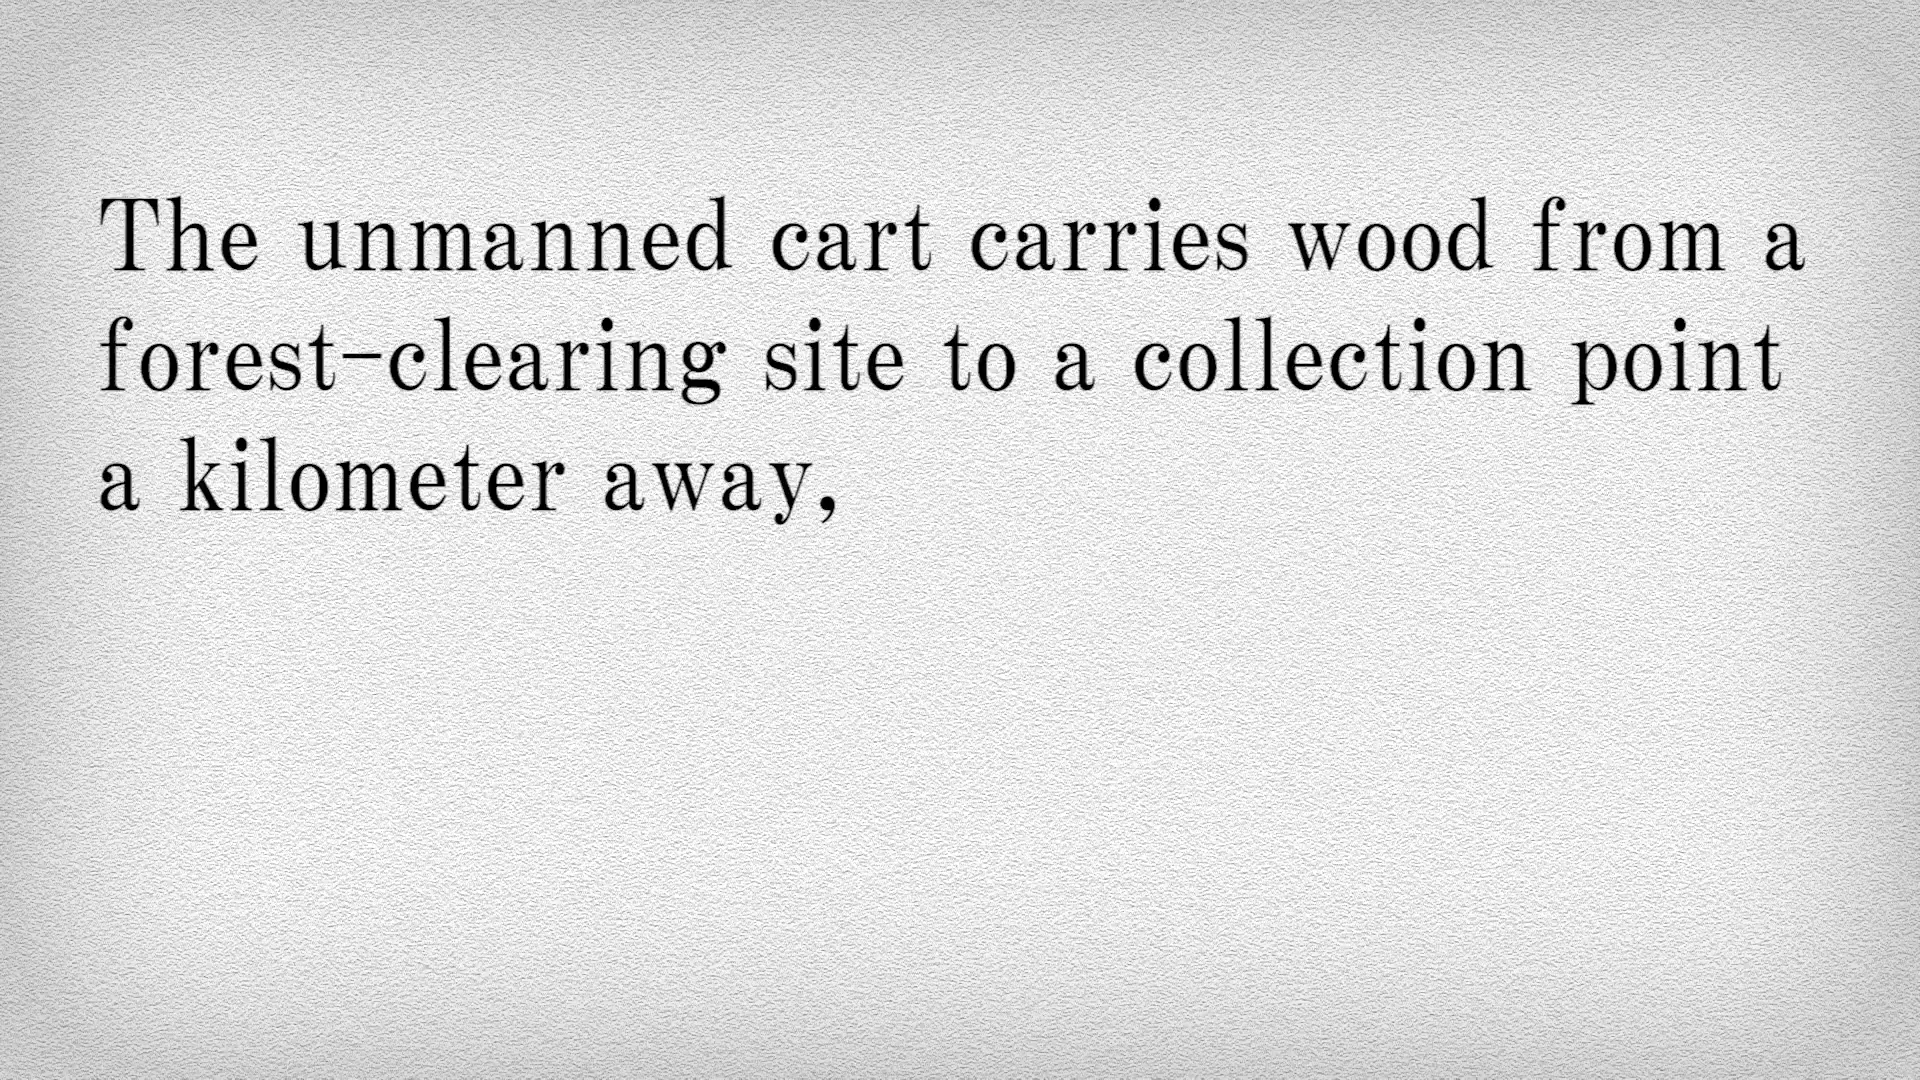 The unmanned cart carries wood from a
forest-clearing site to a collection point
a kilometer away,